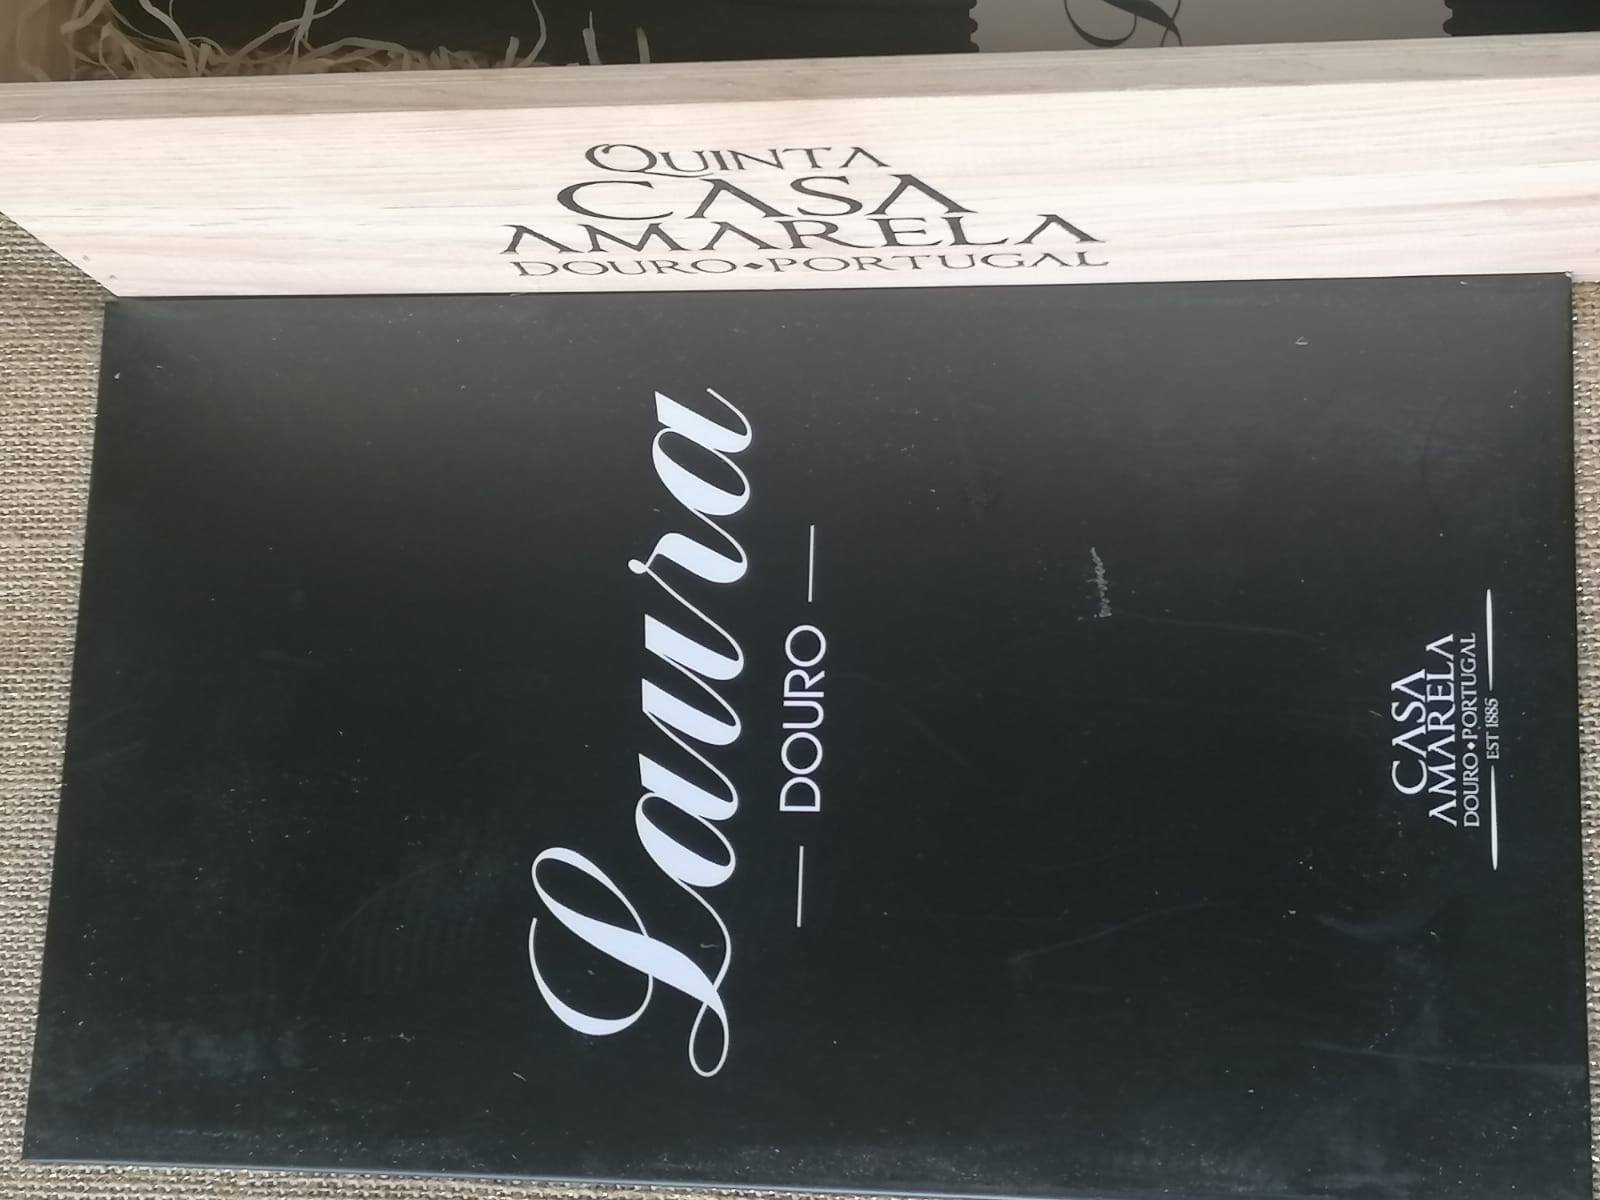 QUINTA
CASA
AMARELA
DOURO•PORTUGAL
Laura
DOURO
CASA
AMARELA
DOURO•PORTUGAL
EST 1885